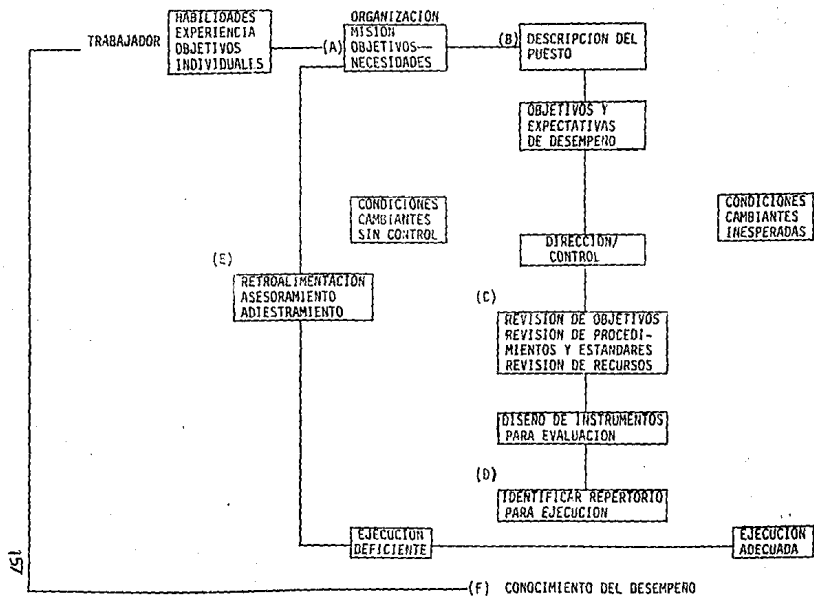 TRABAJADOR
HABILIDADES
EXPERIENCIA
OBJETIVOS
INDIVIDUALES
(A)
ORGANIZACIÓN
MISION
OBJETIVOS
NECESIDADES
(B)
DESCRIPCION DEL
PUESTO
OBJETIVOS Y
EXPECTATIVAS
DE DESEMPEÑO
CONDICIONES
CAMBIANTES
SIN CONTROL
CONDICIONES
CAMBIANTES
INESPERADAS
DIRECCION/
CONTROL
(E)
RETROALIMENTACION
ASESORAMIENTO
ADIESTRAMIENTO
(C)
REVISION DE OBJETIVOS
REVISION DE PROCEDI-
MIENTOS Y ESTANDARES
REVISION DE RECURSOS
DISEÑO DE INSTRUMENTOS
PARA EVALUACION
(D)
IDENTIFICAR REPERTORIO
PARA EJECUCION
EJECUCION
DEFICIENTE
EJECUCION
ADECUADA
157
(F) CONOCIMIENTO DEL DESEMPEÑO